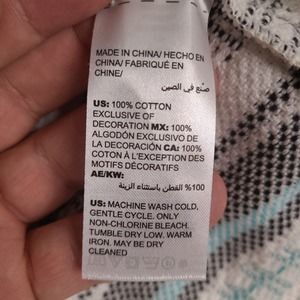 MADE IN CHINA/ HECHO EN
CHINA/ FABRIQUÉ EN
CHINE/
صنع في الصين
US: 100% COTTON
EXCLUSIVE OF
DECORATION MX: 100%
ALGODÓN EXCLUSIVO DE
LA DECORACIÓN CA: 100%
COTON À L'EXCEPTION DES
MOTIFS DÉCORATIFS
AE/KW:
100% القطن باستثناء الزينة
US: MACHINE WASH COLD,
GENTLE CYCLE. ONLY
NON-CHLORINE BLEACH.
TUMBLE DRY LOW. WARM
IRON. MAY BE DRY
CLEANED